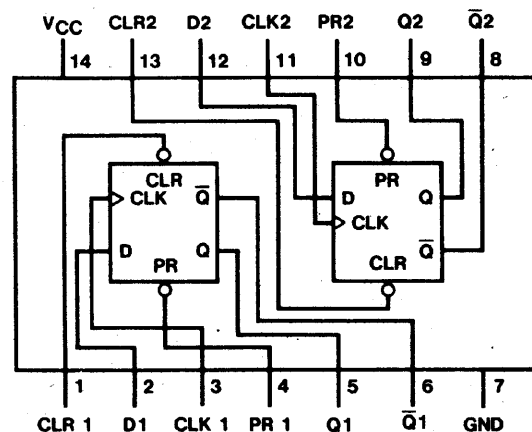 VCC CLR2 D2 CLK2 PR2 Q2 Q̅2
14 13 12 11 10 9 8
CLR PR
CLK Q̅ D Q
D Q CLK Q̅
PR CLR
1 2 3 4 5 6 7
CLR 1 D1 CLK 1 PR 1 Q1 Q̅1 GND